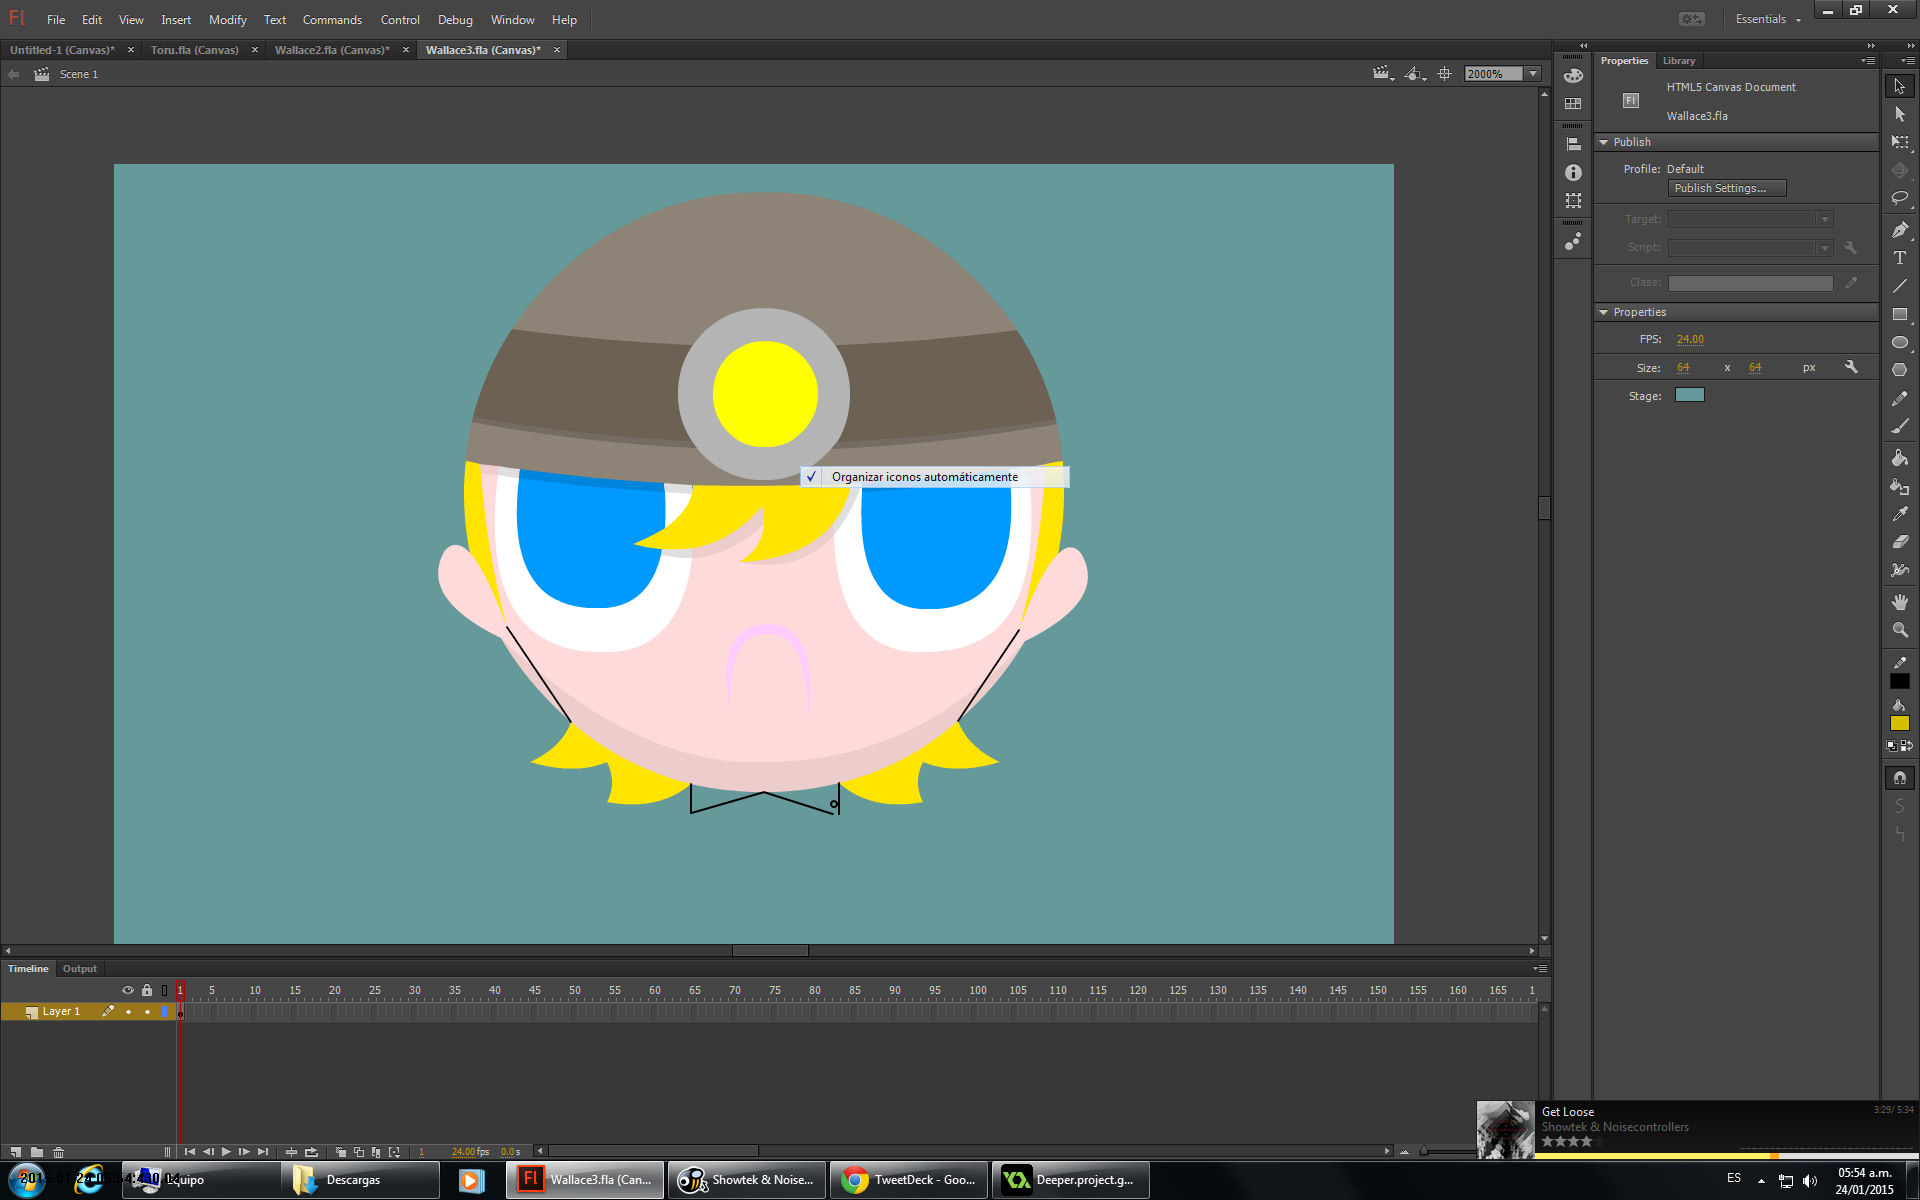 Fl File Edit View Insert Modify Text Commands Control Debug Window Help Essentials
Untitled-1 (Canvas)* × Toru.fla (Canvas) × Wallace2.fla (Canvas)* × Wallace3.fla (Canvas)* ×
Scene 1 2000%
Properties Library
HTML5 Canvas Document
Fl
Wallace3.fla
Publish
Profile: Default
Publish Settings...
Target:
Script:
Class:
Properties
FPS: 24.00
Size: 64 x 64 px
Stage:
✓ Organizar iconos automáticamente
Timeline Output
1 5 10 15 20 25 30 35 40 45 50 55 60 65 70 75 80 85 90 95 100 105 110 115 120 125 130 135 140 145 150 155 160 165 1
Layer 1
1 24.00 fps 0.0 s
Get Loose 3:29/ 5:34
Showtek & Noisecontrollers
Equipo Descargas Wallace3.fla (Can... Showtek & Noise... TweetDeck - Goo... Deeper.project.g... ES
05:54 a.m.
24/01/2015